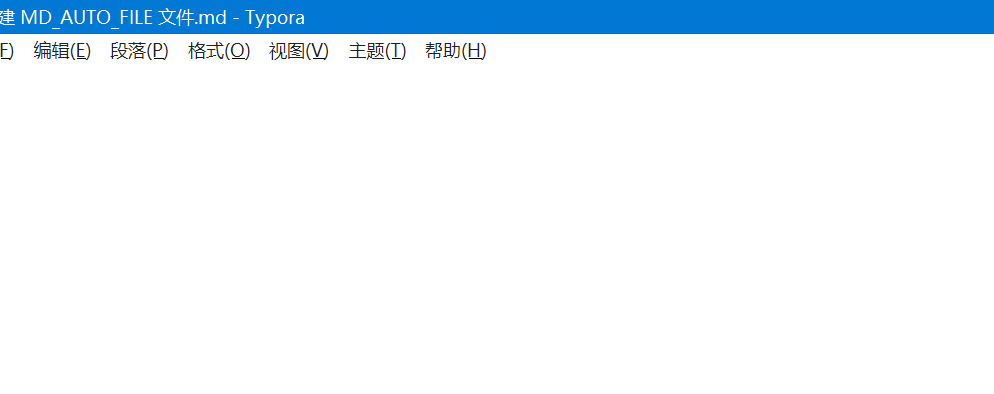 建 MD_AUTO_FILE 文件.md - Typora
F) 编辑(E) 段落(P) 格式(O) 视图(V) 主题(T) 帮助(H)